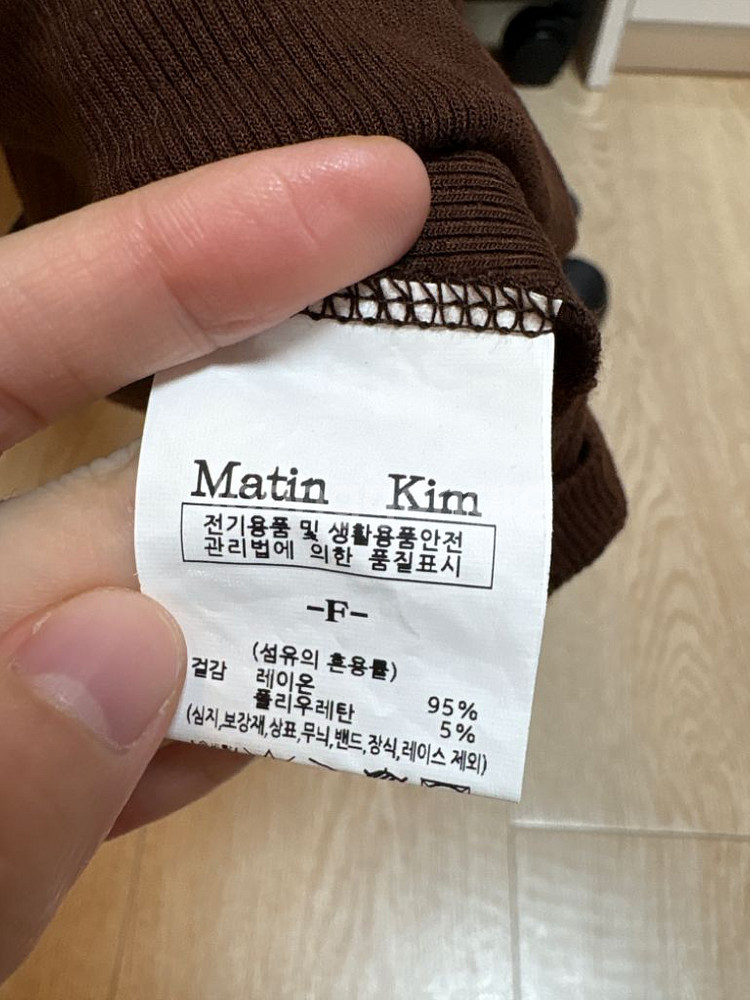 Matin Kim
전기용품 및 생활용품안전
관리법에 의한 품질표시
-F-
(섬유의 혼용률)
겉감 레이온 95%
폴리우레탄 5%
(심지,보강재,상표,무늬,밴드,장식,레이스 제외)